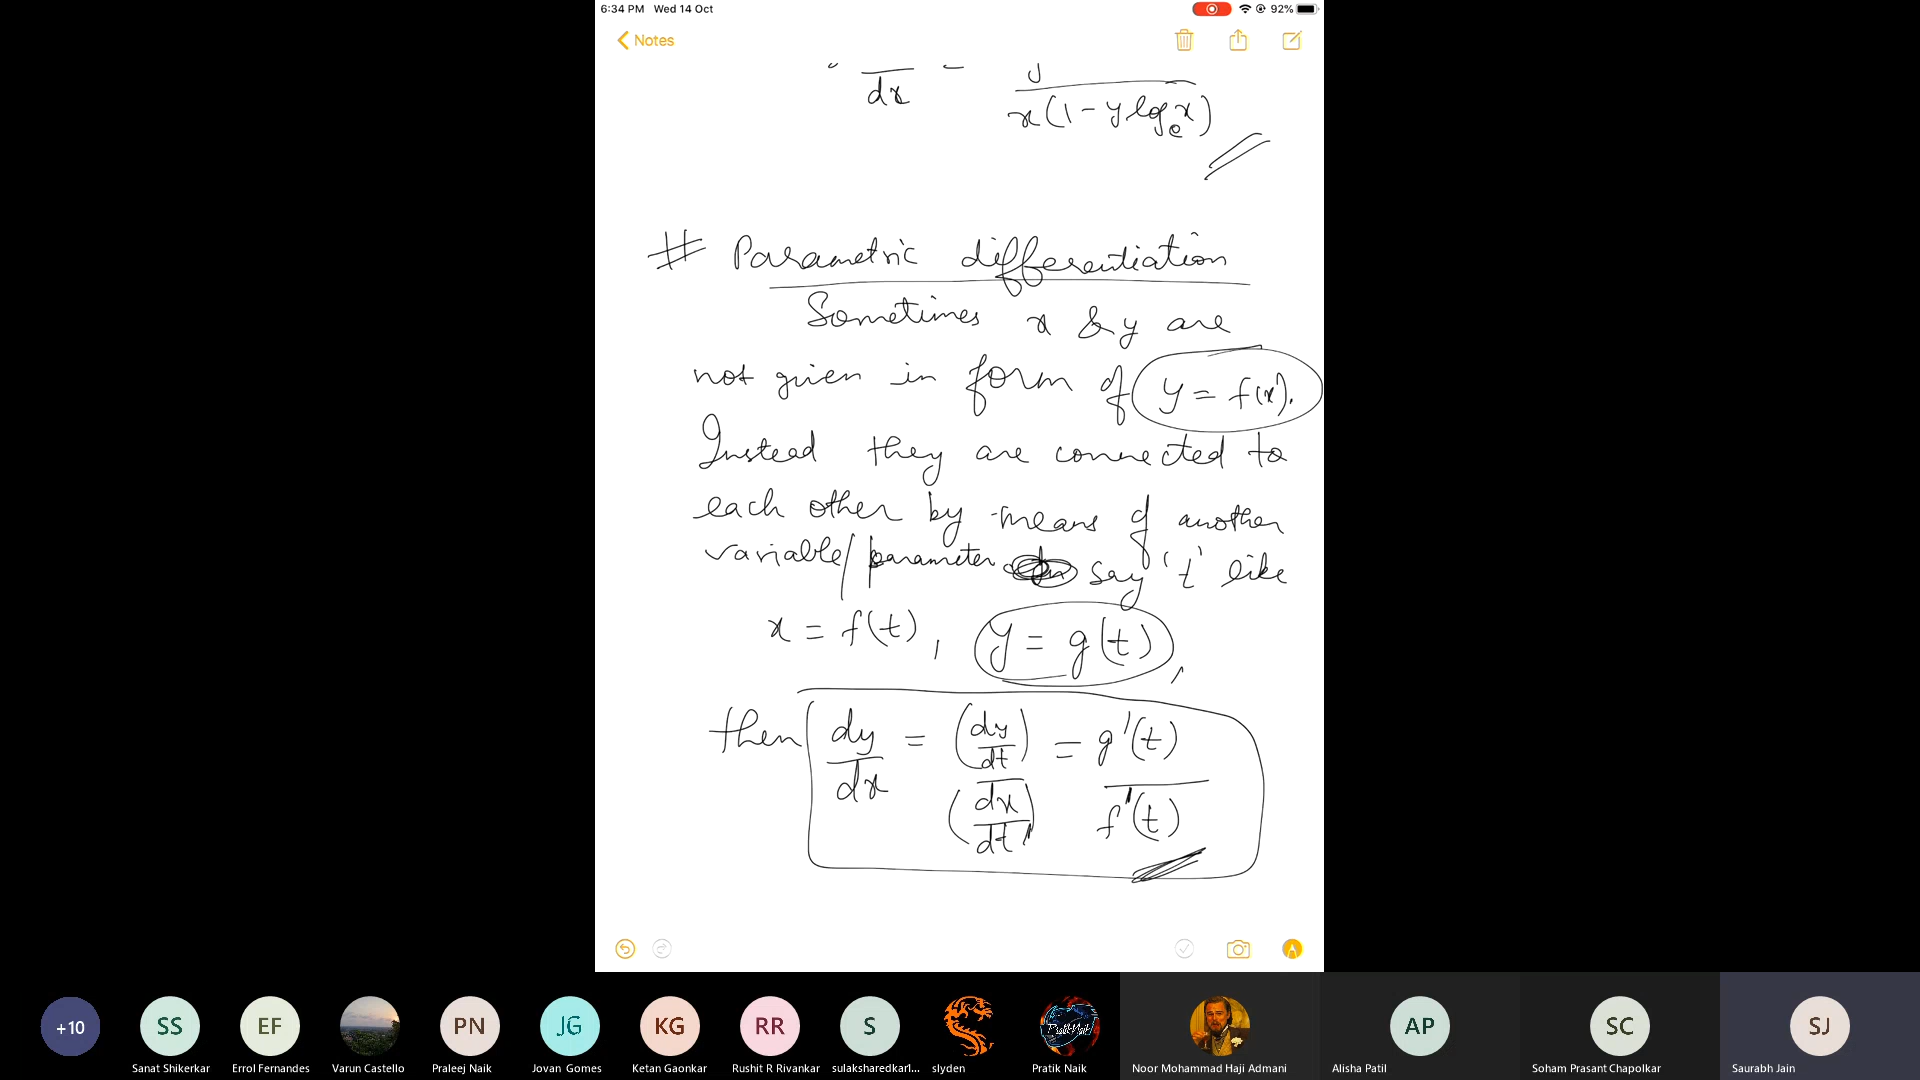 6:34 PM Wed 14 Oct
92%
Notes
dx
x(1 - y logₑx)
# Parametric differentiation
Sometimes x & y are
not given in form of y = f(x).
Instead they are connected to
each other by means of another
variable/parameter say 't' like
x = f(t), y = g(t),
then dy/dx = (dy/dt)/(dx/dt) = g'(t)/f'(t)
+10
SS
EF
PN
JG
KG
RR
S
Pratik Naik
AP
SC
SJ
Sanat Shikerkar
Errol Fernandes
Varun Castello
Praleej Naik
Jovan Gomes
Ketan Gaonkar
Rushit R Rivankar
sulaksharedkarl...
slyden
Pratik Naik
Noor Mohammad Haji Admani
Alisha Patil
Soham Prasant Chapolkar
Saurabh Jain